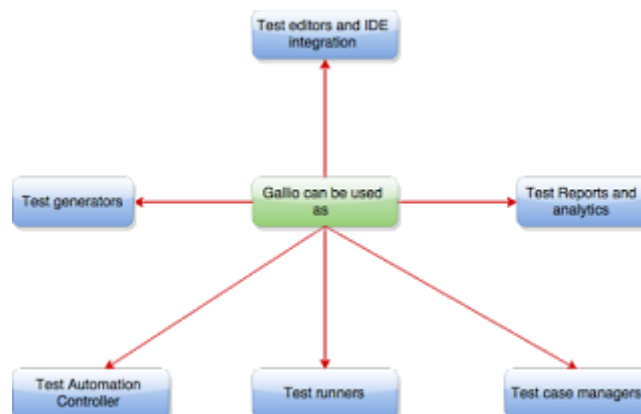 Test editors and IDE
integration
Test generators
Gallio can be used
as
Test Reports and
analytics
Test Automation
Controller
Test runners
Test case managers